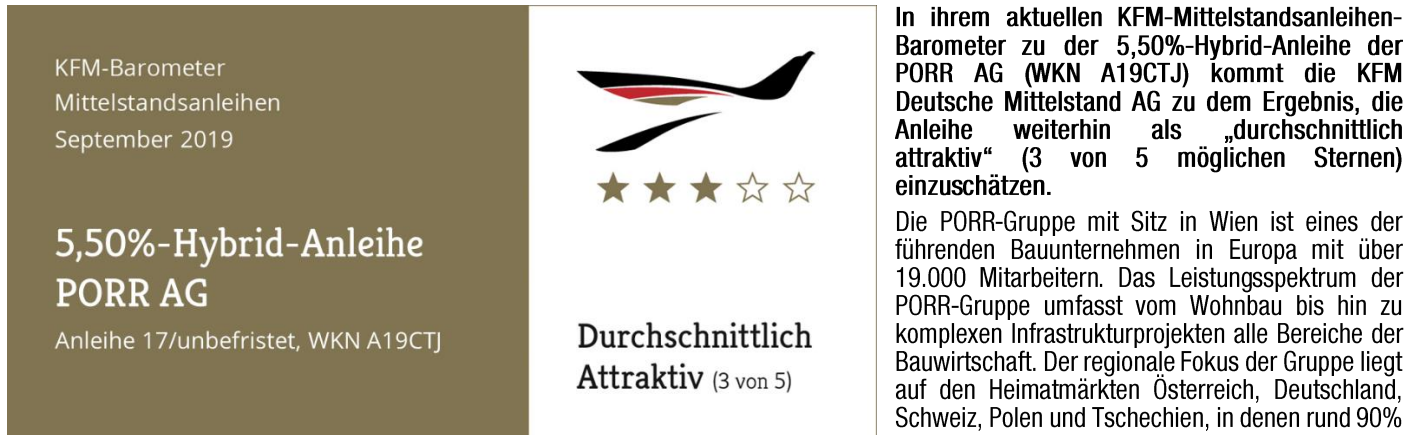 KFM-Barometer
Mittelstandsanleihen
September 2019
5,50%-Hybrid-Anleihe
PORR AG
Anleihe 17/unbefristet, WKN A19CTJ
Durchschnittlich
Attraktiv (3 von 5)
In ihrem aktuellen KFM-Mittelstandsanleihen-
Barometer zu der 5,50%-Hybrid-Anleihe der
PORR AG (WKN A19CTJ) kommt die KFM
Deutsche Mittelstand AG zu dem Ergebnis, die
Anleihe weiterhin als „durchschnittlich
attraktiv“ (3 von 5 möglichen Sternen)
einzuschätzen.
Die PORR-Gruppe mit Sitz in Wien ist eines der
führenden Bauunternehmen in Europa mit über
19.000 Mitarbeitern. Das Leistungsspektrum der
PORR-Gruppe umfasst vom Wohnbau bis hin zu
komplexen Infrastrukturprojekten alle Bereiche der
Bauwirtschaft. Der regionale Fokus der Gruppe liegt
auf den Heimatmärkten Österreich, Deutschland,
Schweiz, Polen und Tschechien, in denen rund 90%